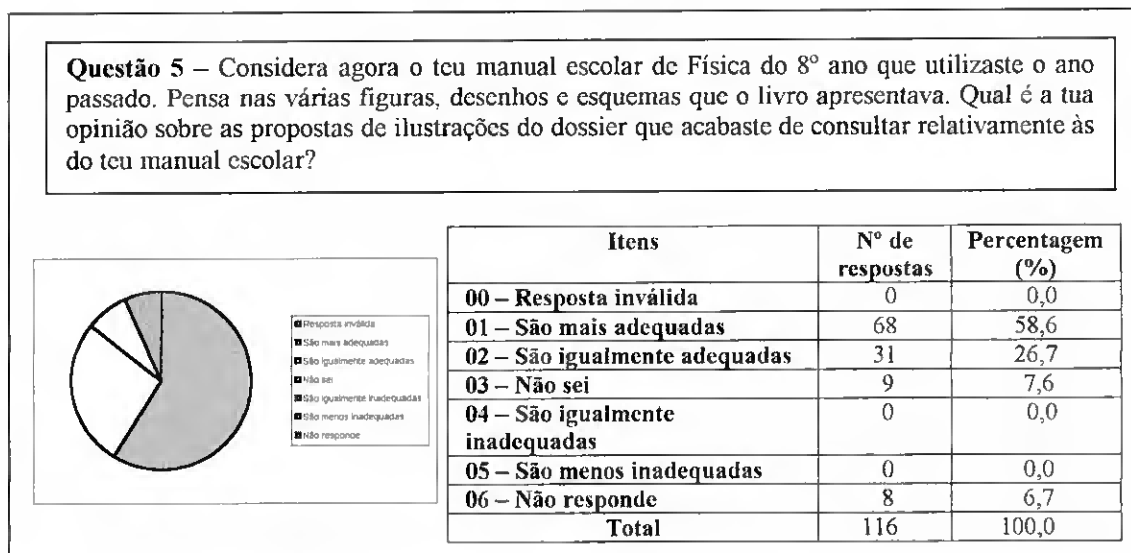 Questão 5 – Considera agora o teu manual escolar de Física do 8º ano que utilizaste o ano
passado. Pensa nas várias figuras, desenhos e esquemas que o livro apresentava. Qual é a tua
opinião sobre as propostas de ilustrações do dossier que acabaste de consultar relativamente às
do teu manual escolar?
Resposta inválida
São mais adequadas
São igualmente adequadas
Não sei
São igualmente inadequadas
São menos inadequadas
Não responde
Itens Nº de respostas Percentagem (%)
00 – Resposta inválida 0 0,0
01 – São mais adequadas 68 58,6
02 – São igualmente adequadas 31 26,7
03 – Não sei 9 7,6
04 – São igualmente inadequadas 0 0,0
05 – São menos inadequadas 0 0,0
06 – Não responde 8 6,7
Total 116 100,0